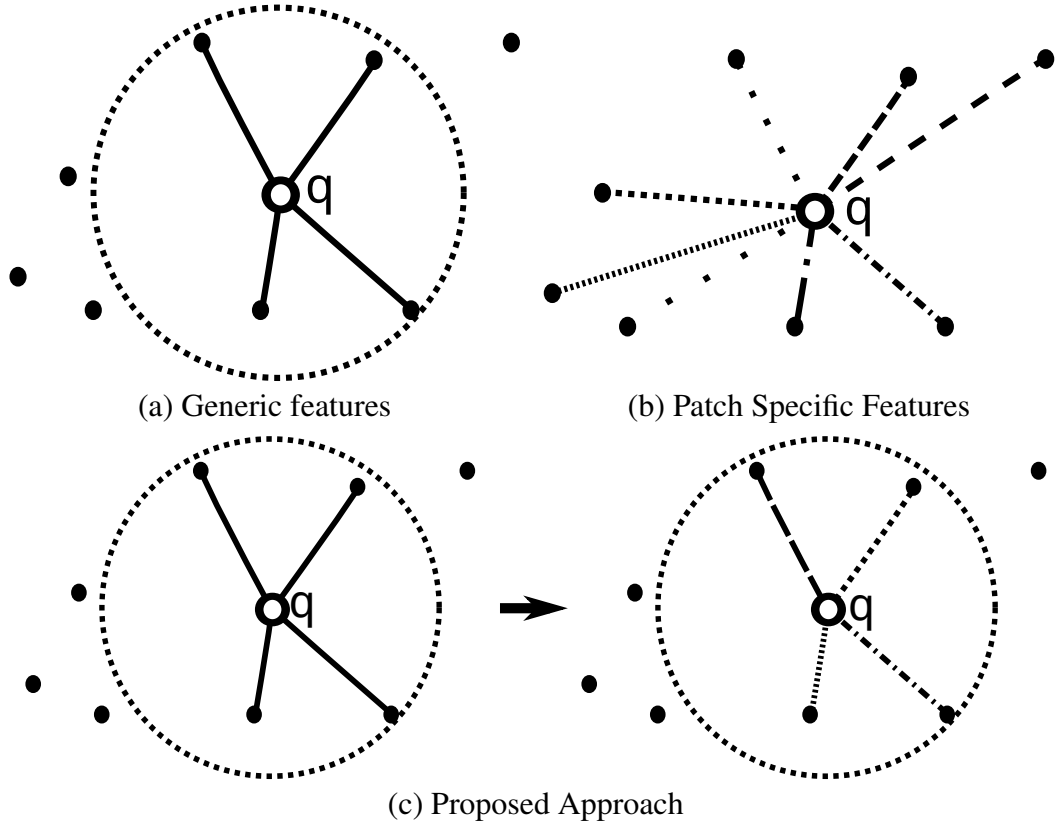 q
q
(a) Generic features
(b) Patch Specific Features
q
q
(c) Proposed Approach